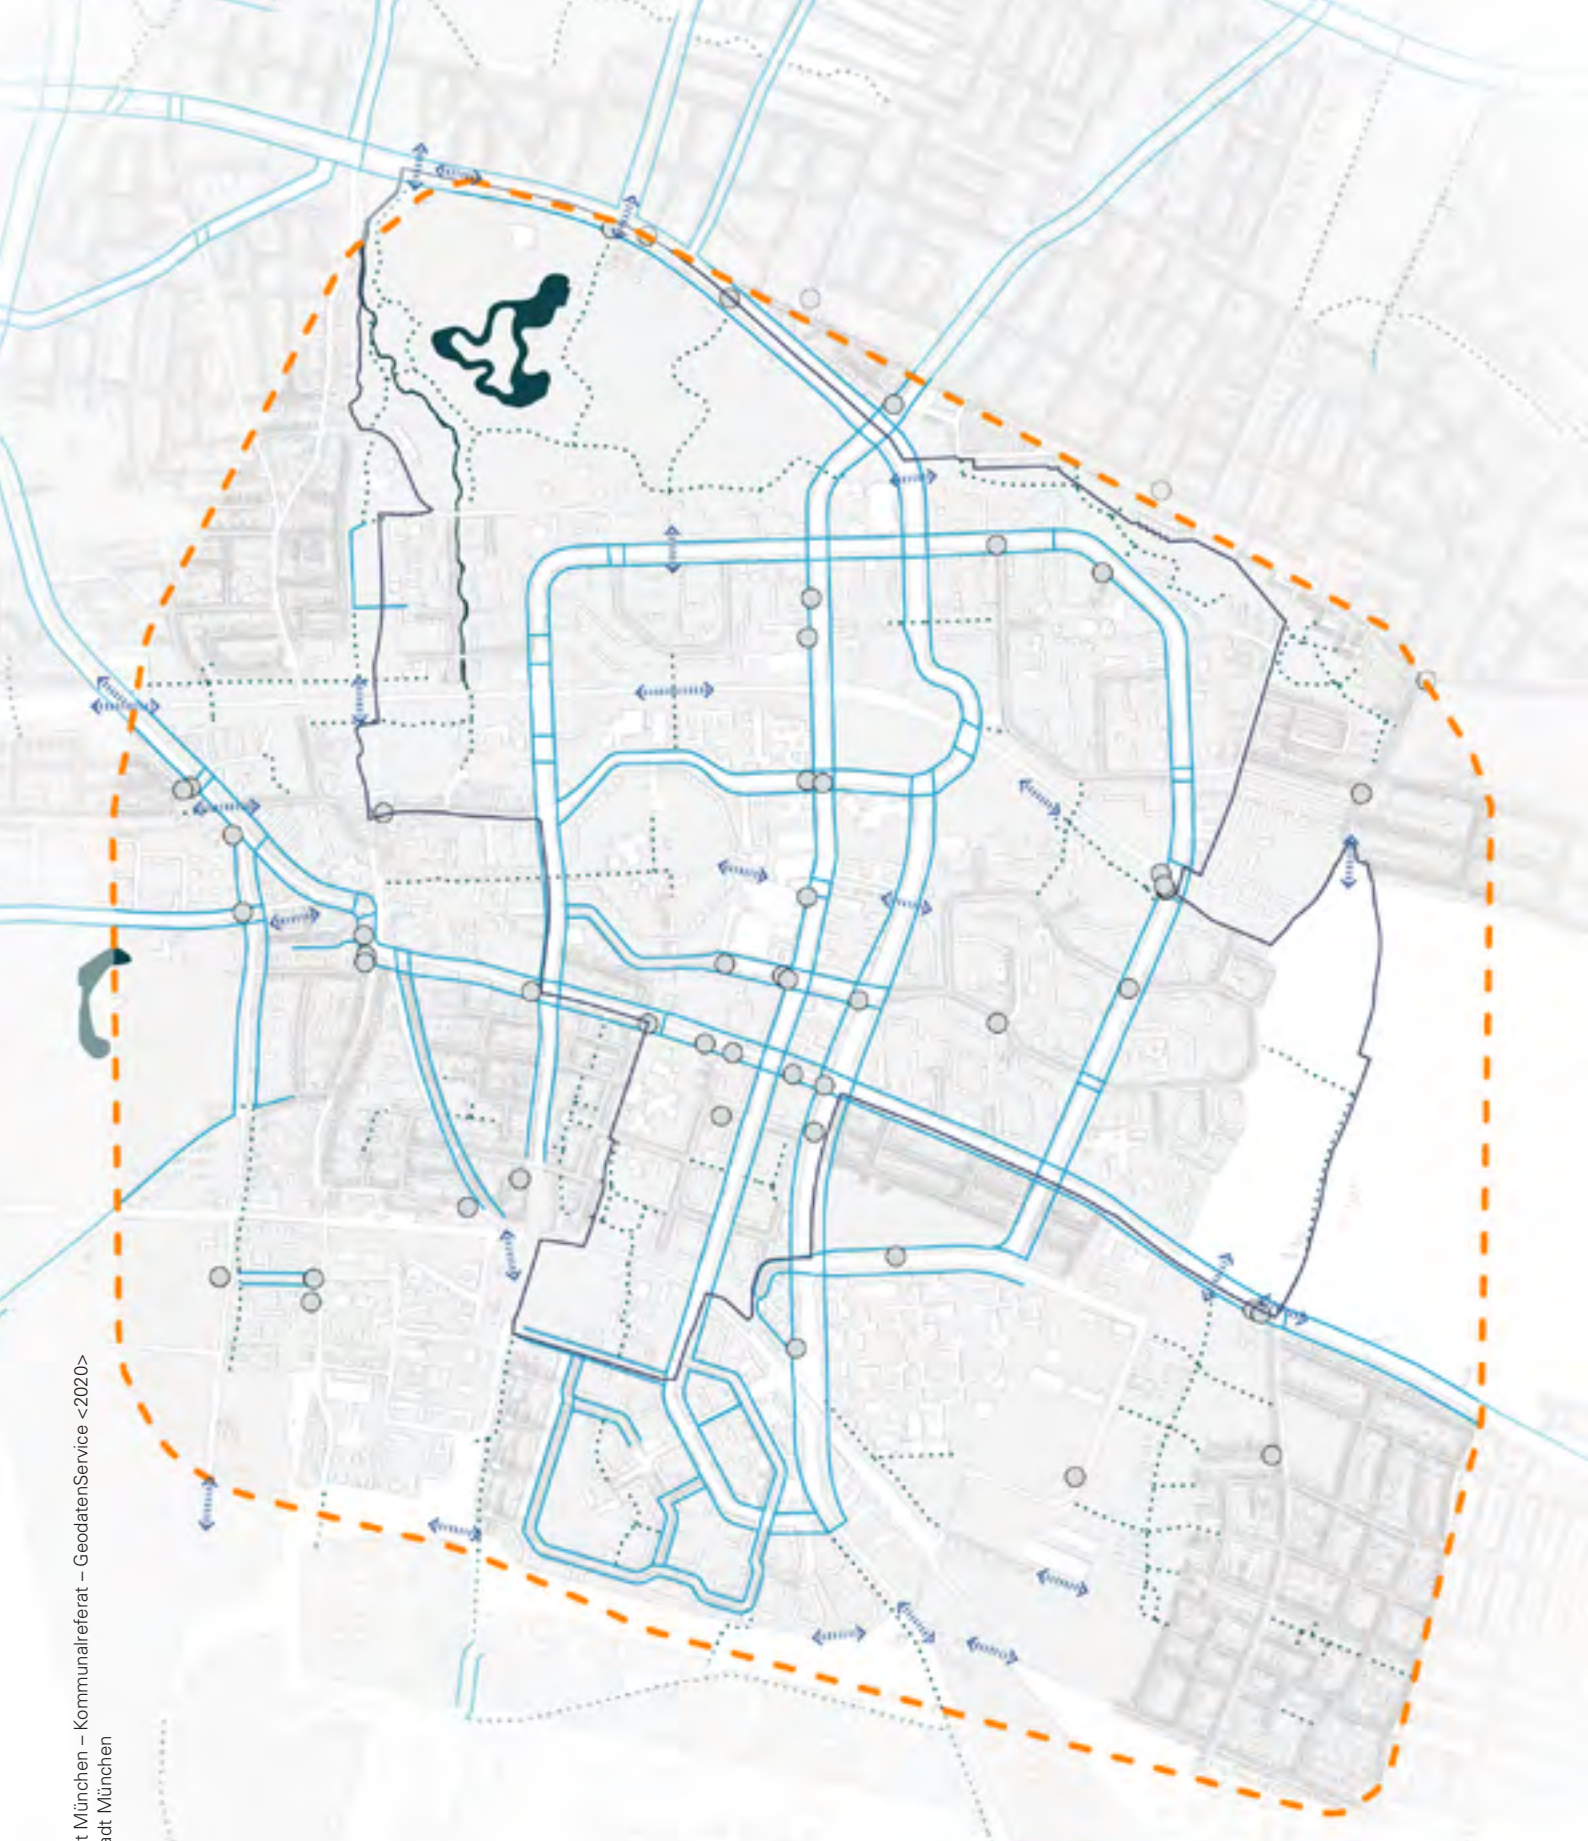 t München – Kommunalreferat – GeodatenService <2020>
adt München